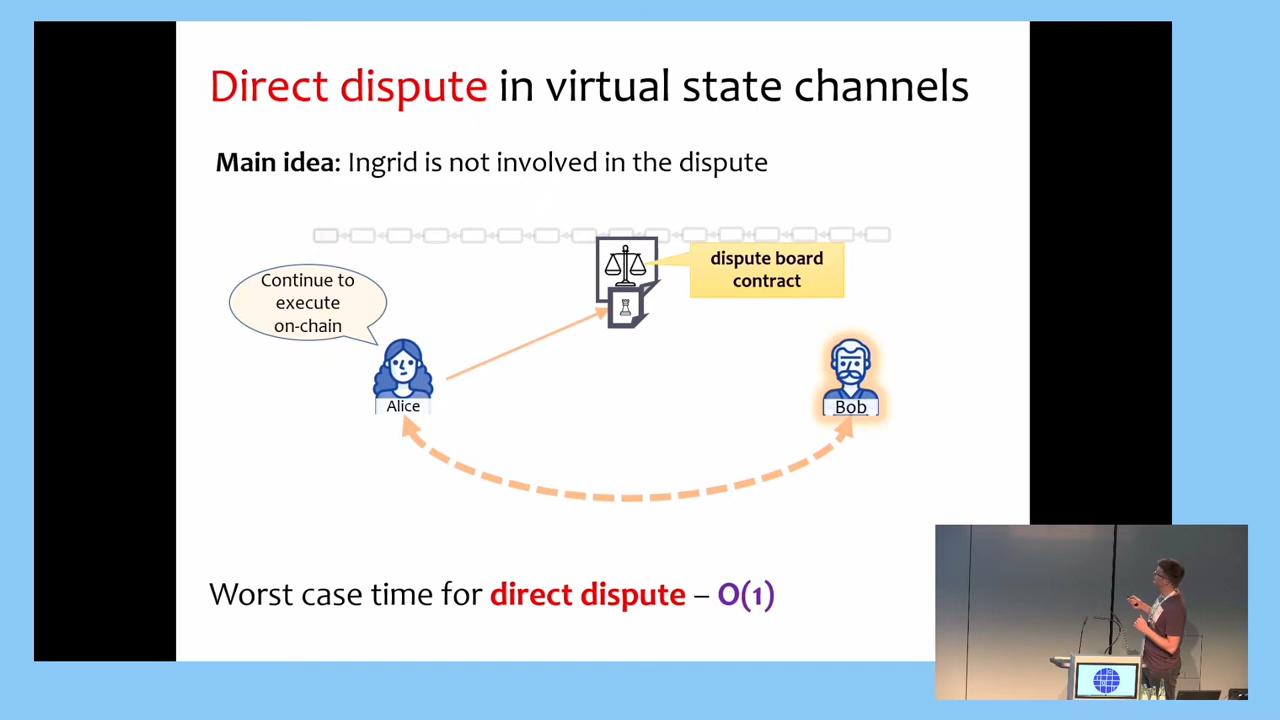 Direct dispute in virtual state channels
Main idea: Ingrid is not involved in the dispute
dispute board
contract
Continue to
execute
on-chain
Alice
Bob
Worst case time for direct dispute – O(1)